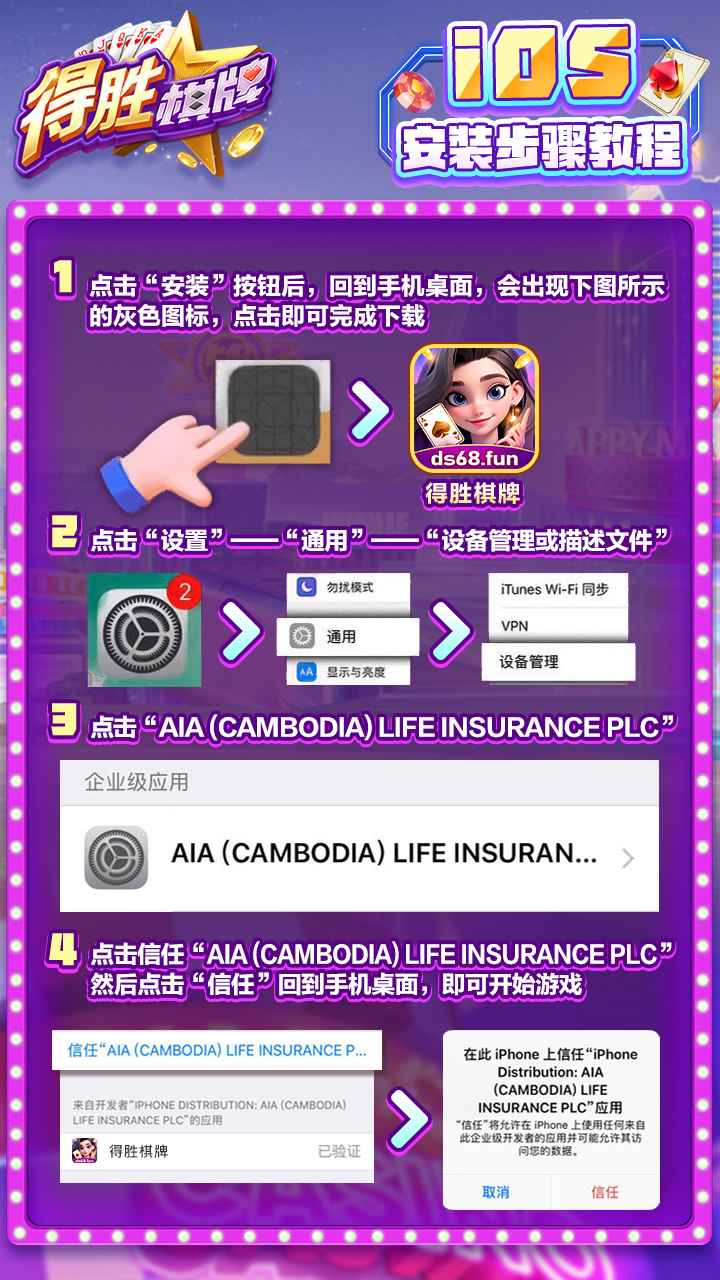 得胜棋牌
iOS
安装步骤教程
1 点击“安装”按钮后，回到手机桌面，会出现下图所示
的灰色图标，点击即可完成下载
ds68.fun
得胜棋牌
2 点击“设置”——“通用”——“设备管理或描述文件”
2
勿扰模式
通用
AA 显示与亮度
iTunes Wi-Fi 同步
VPN
设备管理
3 点击“AIA (CAMBODIA) LIFE INSURANCE PLC”
企业级应用
AIA (CAMBODIA) LIFE INSURAN...
4 点击信任“AIA (CAMBODIA) LIFE INSURANCE PLC”
然后点击“信任”回到手机桌面，即可开始游戏
信任“AIA (CAMBODIA) LIFE INSURANCE P...
来自开发者“IPHONE DISTRIBUTION: AIA (CAMBODIA)
LIFE INSURANCE PLC”的应用
得胜棋牌 已验证
在此 iPhone 上信任“iPhone
Distribution: AIA
(CAMBODIA) LIFE
INSURANCE PLC”应用
“信任”将允许在 iPhone 上使用任何来自
此企业级开发者的应用并可能允许其访
问您的数据。
取消 信任